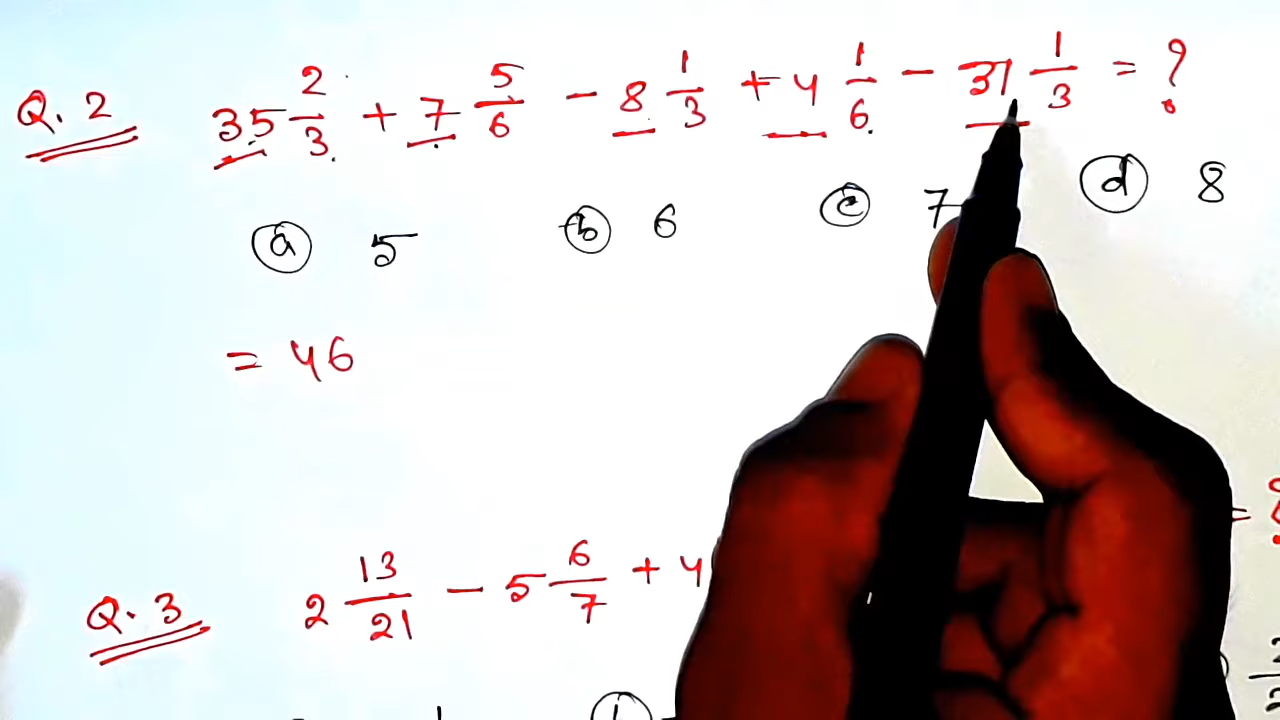 Q. 2 35 2/3 + 7 5/6 - 8 1/3 + 4 1/6 - 31 1/3 = ?
(a) 5 (b) 6 (c) 7 (d) 8
= 46
Q. 3 2 13/21 - 5 6/7 + 4 =